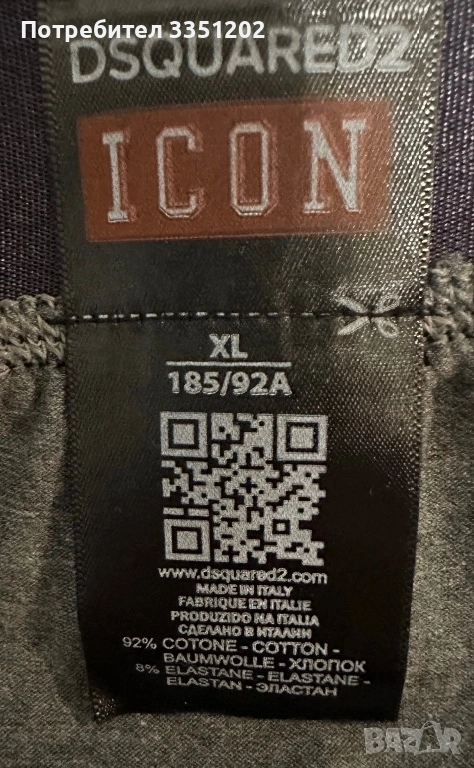 Потребител 3351202
DSQUARED2
ICON
XL
185/92A
www.dsquared2.com
MADE IN ITALY
FABRIQUE EN ITALIE
PRODUZIDO NA ITALIA
СДЕЛАНО В ИТАЛИИ
92% COTONE - COTTON -
BAUMWOLLE - ХЛОПОК
8% ELASTANE - ELASTANE -
ELASTAN - ЭЛАСТАН
BAZAR